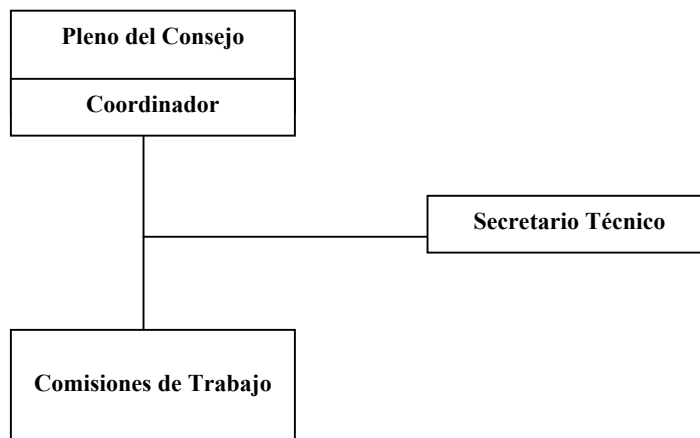 Pleno del Consejo
Coordinador
Secretario Técnico
Comisiones de Trabajo